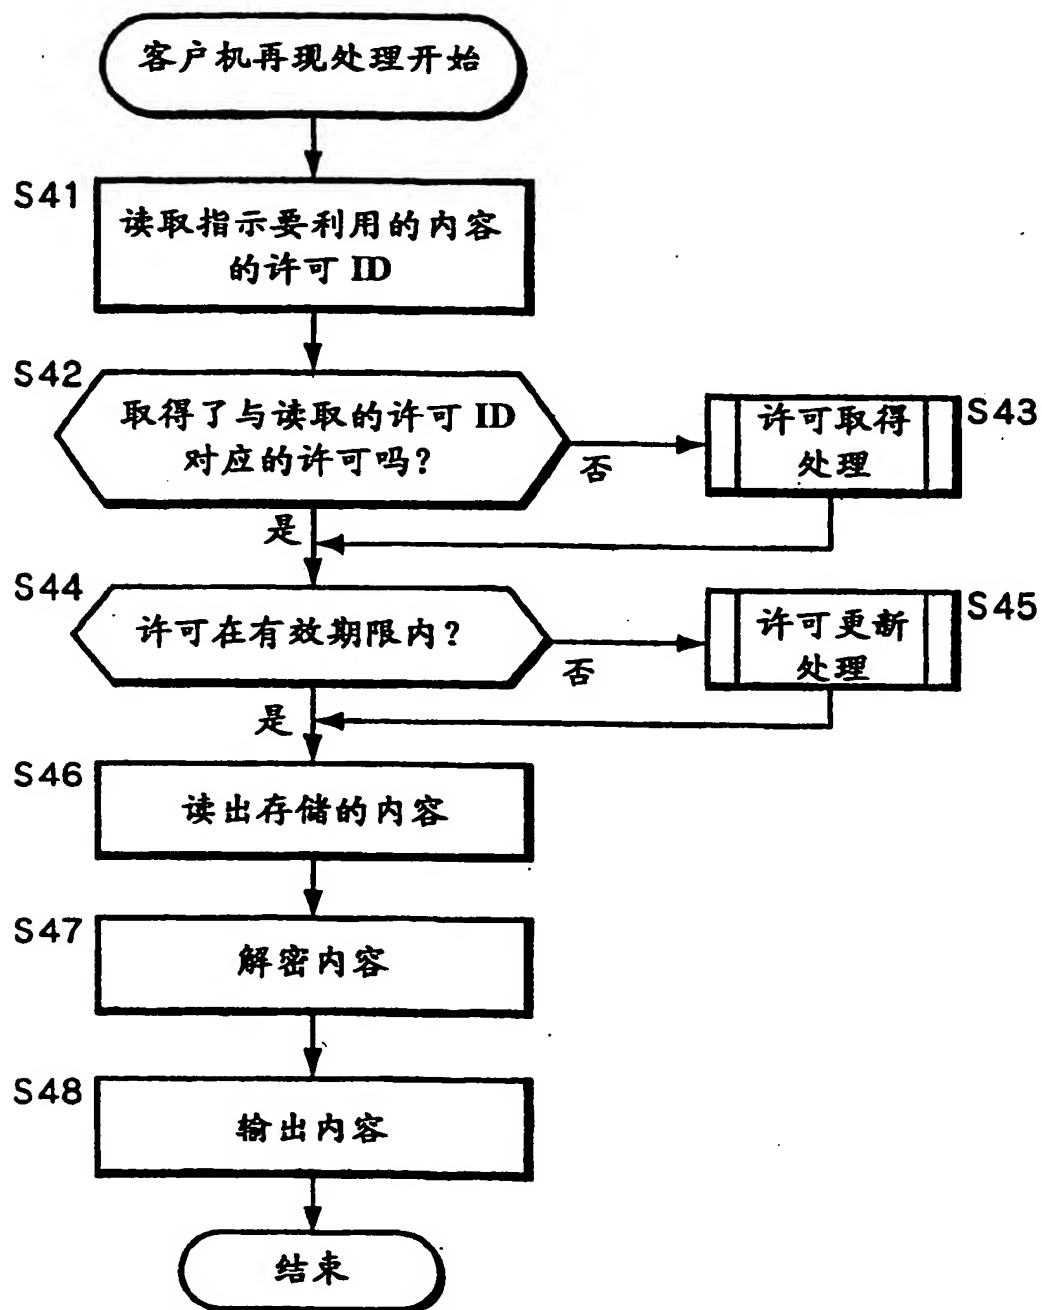 客户机再现处理开始
S41
读取指示要利用的内容
的许可 ID
S42
取得了与读取的许可 ID
对应的许可吗?
否
S43
许可取得
处理
是
S44
许可在有效期限内?
否
S45
许可更新
处理
是
S46
读出存储的内容
S47
解密内容
S48
输出内容
结束